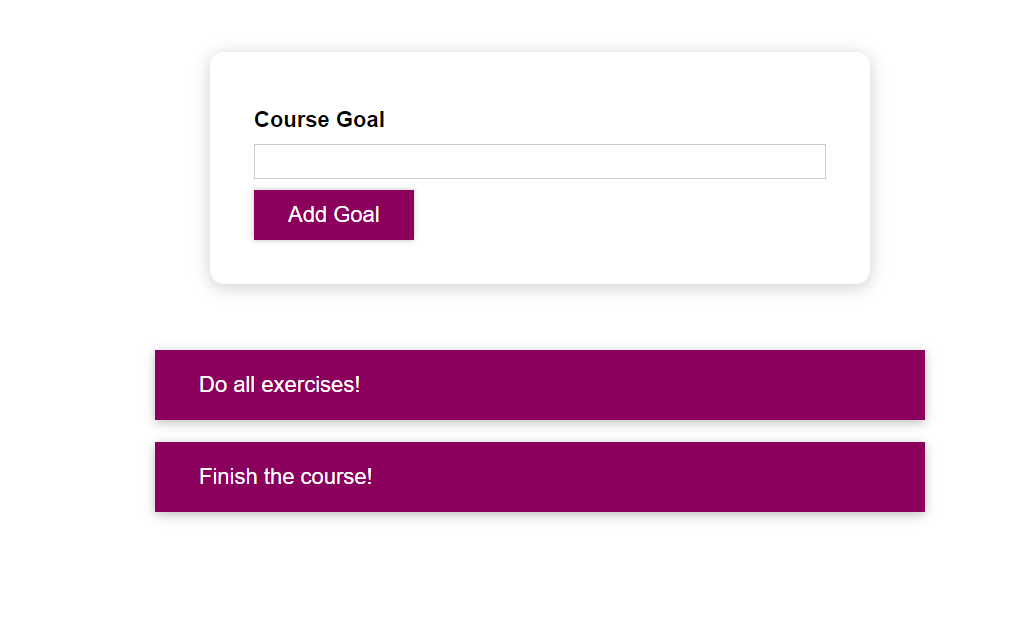 Course Goal
Add Goal
Do all exercises!
Finish the course!